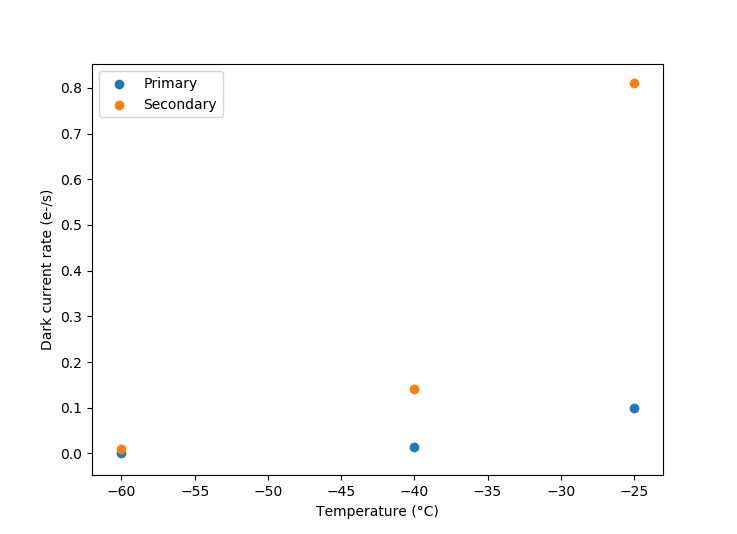 Primary
Secondary
0.8
0.7
0.6
0.5
0.4
0.3
0.2
0.1
0.0
Dark current rate (e-/s)
−60 −55 −50 −45 −40 −35 −30 −25
Temperature (°C)